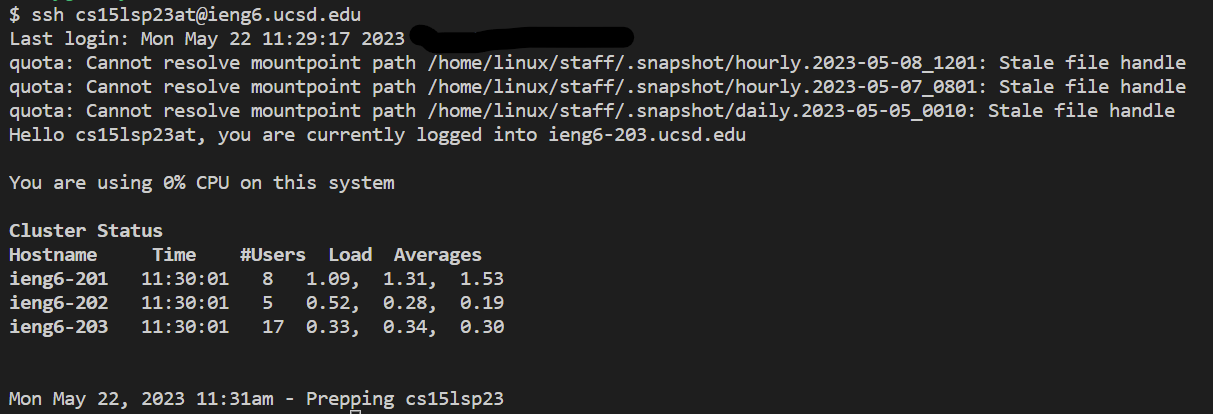 $ ssh cs15lsp23at@ieng6.ucsd.edu
Last login: Mon May 22 11:29:17 2023
quota: Cannot resolve mountpoint path /home/linux/staff/.snapshot/hourly.2023-05-08_1201: Stale file handle
quota: Cannot resolve mountpoint path /home/linux/staff/.snapshot/hourly.2023-05-07_0801: Stale file handle
quota: Cannot resolve mountpoint path /home/linux/staff/.snapshot/daily.2023-05-05_0010: Stale file handle
Hello cs15lsp23at, you are currently logged into ieng6-203.ucsd.edu
You are using 0% CPU on this system
Cluster Status
Hostname Time #Users Load Averages
ieng6-201 11:30:01 8 1.09, 1.31, 1.53
ieng6-202 11:30:01 5 0.52, 0.28, 0.19
ieng6-203 11:30:01 17 0.33, 0.34, 0.30
Mon May 22, 2023 11:31am - Prepping cs15lsp23